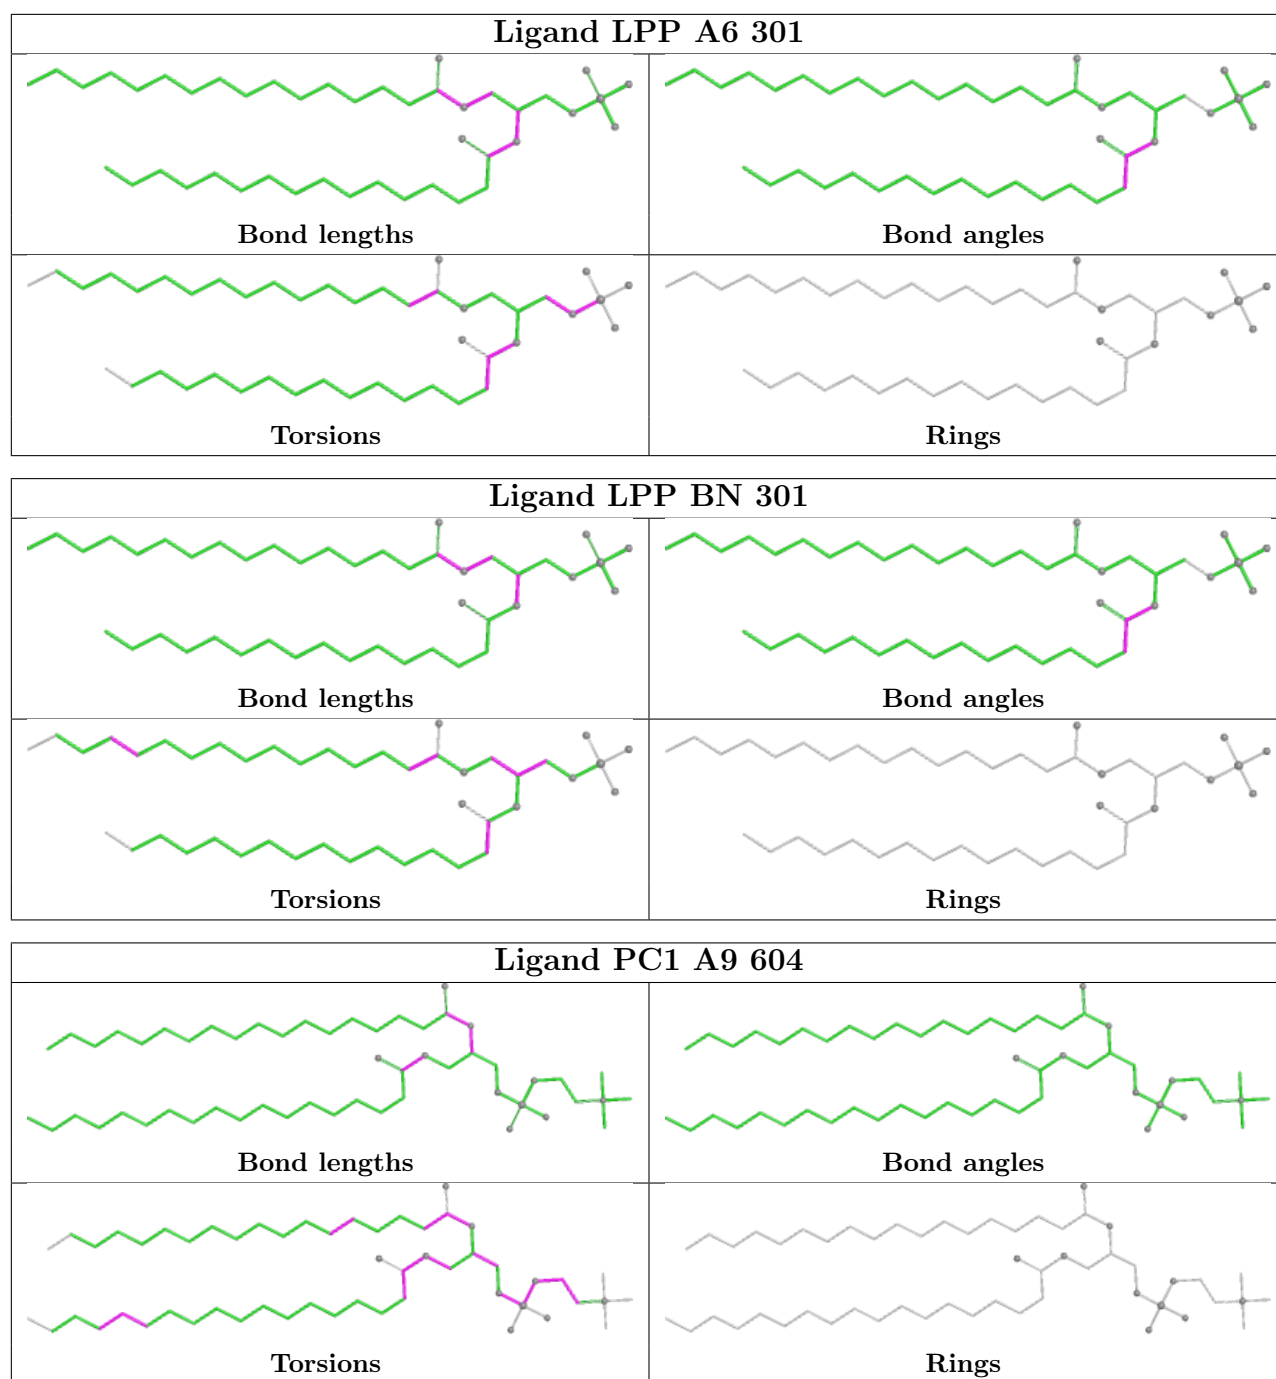 Ligand LPP A6 301
Bond lengths
Bond angles
Torsions
Rings
Ligand LPP BN 301
Bond lengths
Bond angles
Torsions
Rings
Ligand PC1 A9 604
Bond lengths
Bond angles
Torsions
Rings